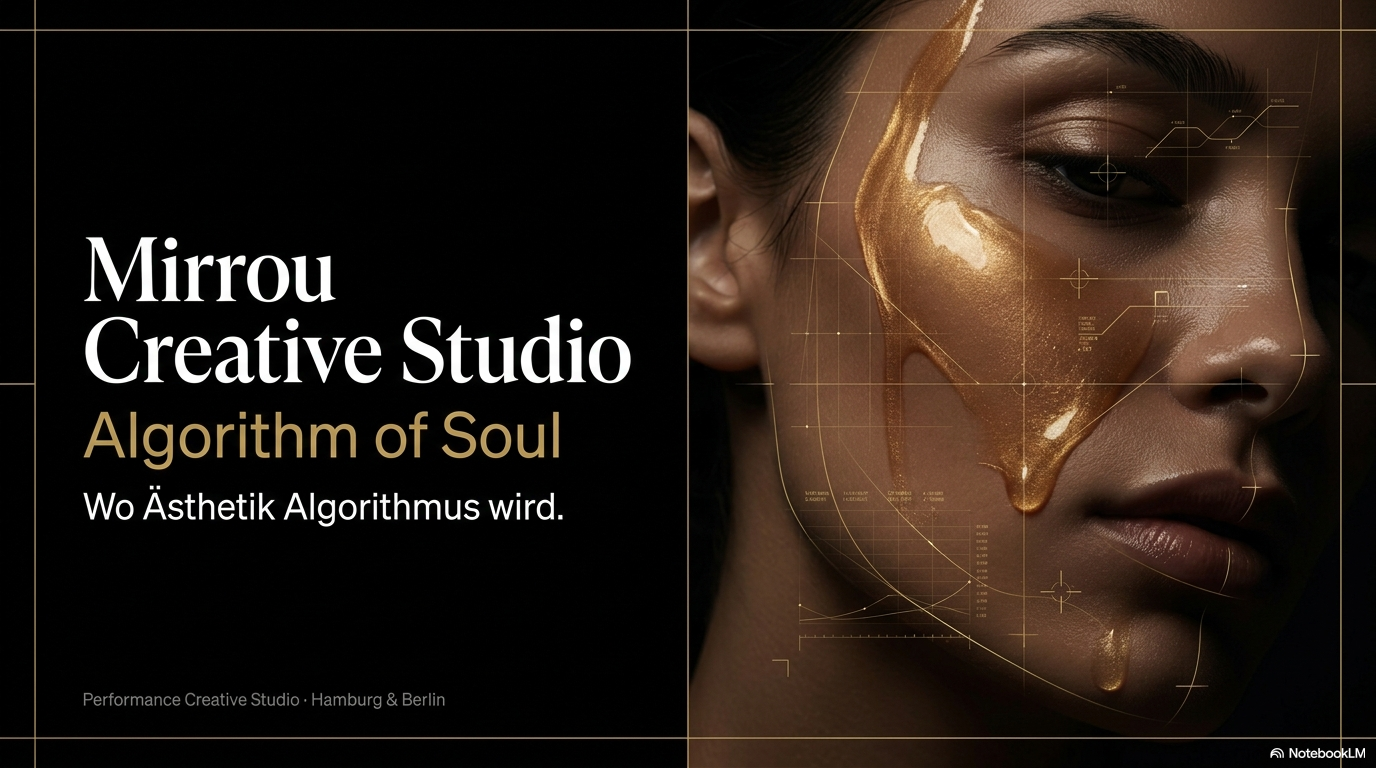 Mirrou
Creative Studio
Algorithm of Soul
Wo Ästhetik Algorithmus wird.
Performance Creative Studio · Hamburg & Berlin
NotebookLM